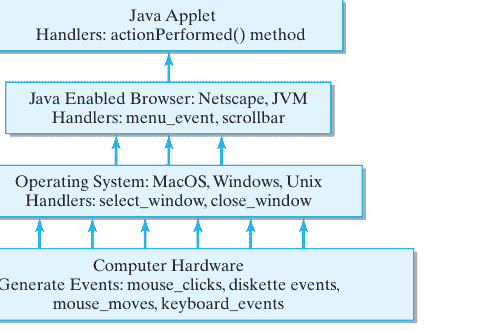 Java Applet
Handlers: actionPerformed() method
Java Enabled Browser: Netscape, JVM
Handlers: menu_event, scrollbar
Operating System: MacOS, Windows, Unix
Handlers: select_window, close_window
Computer Hardware
Generate Events: mouse_clicks, diskette events,
mouse_moves, keyboard_events